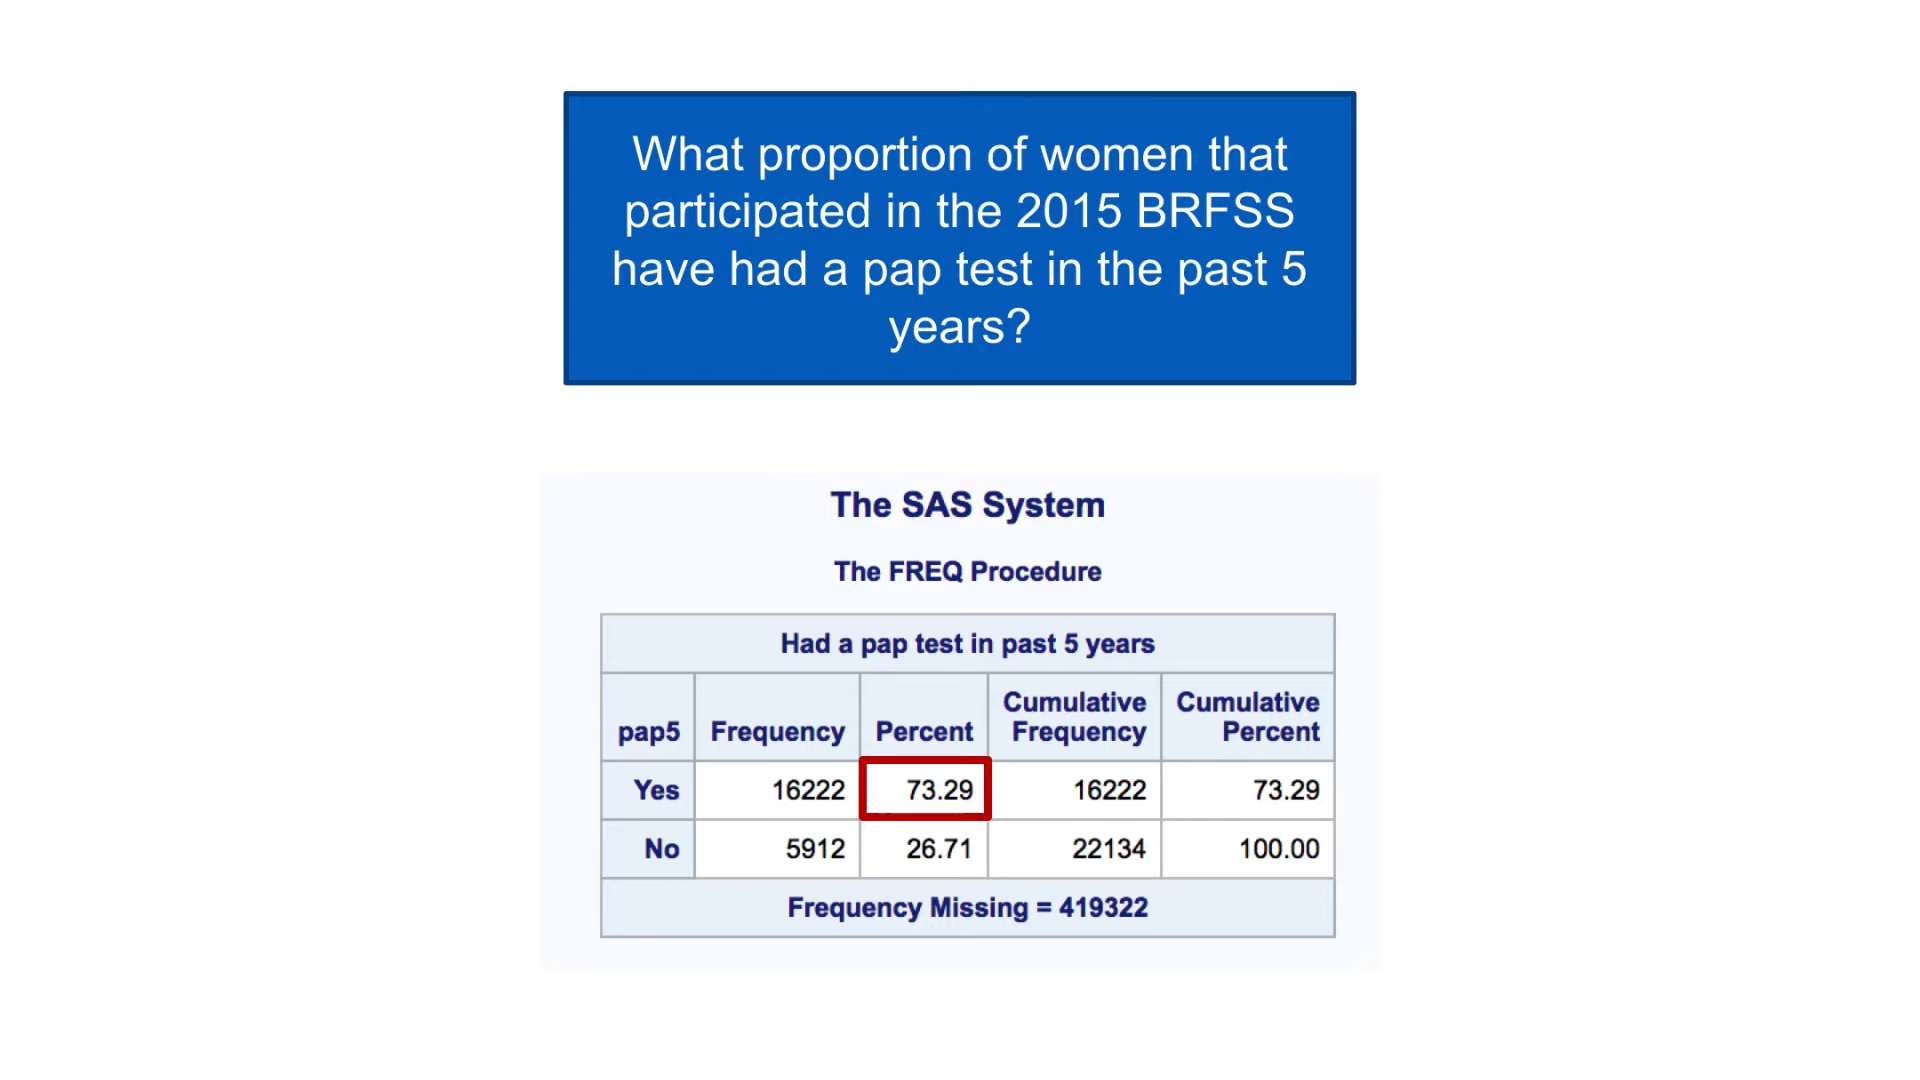 What proportion of women that
participated in the 2015 BRFSS
have had a pap test in the past 5
years?
The SAS System
The FREQ Procedure
Had a pap test in past 5 years
pap5 Frequency Percent Cumulative Frequency Cumulative Percent
Yes 16222 73.29 16222 73.29
No 5912 26.71 22134 100.00
Frequency Missing = 419322